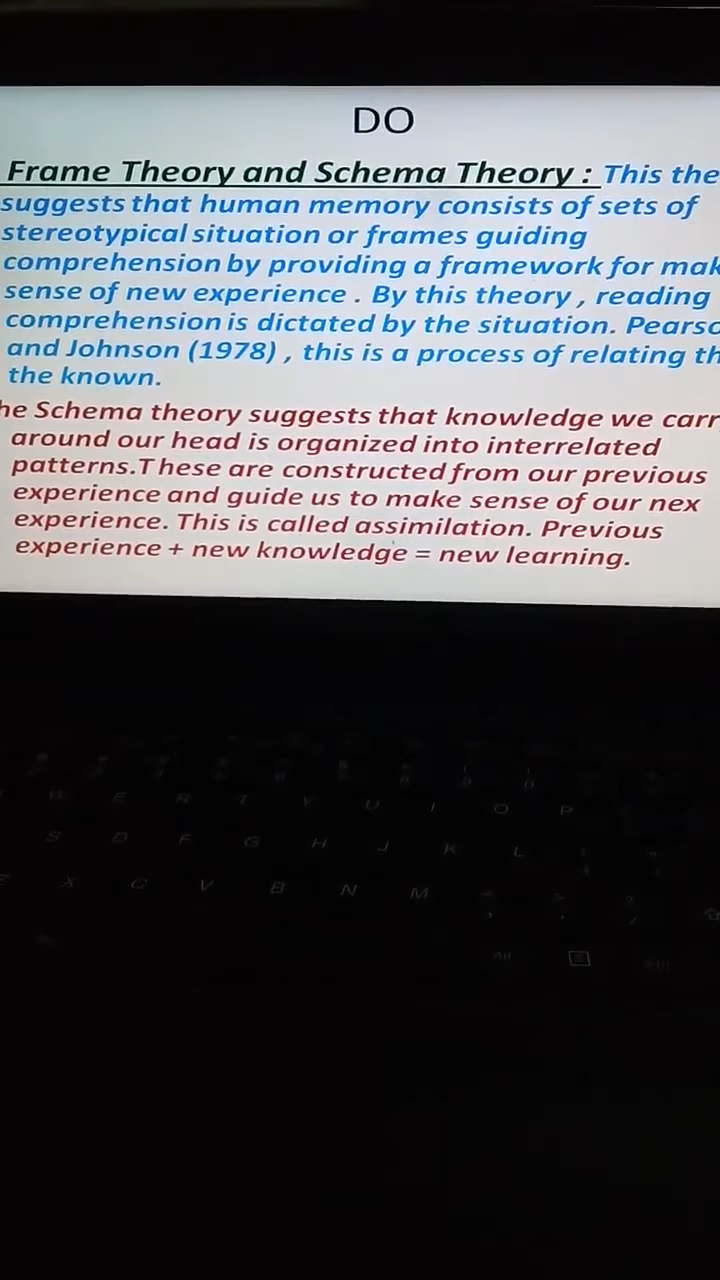 DO
Frame Theory and Schema Theory : This the
suggests that human memory consists of sets of
stereotypical situation or frames guiding
comprehension by providing a framework for mak
sense of new experience . By this theory , reading
comprehension is dictated by the situation. Pearso
and Johnson (1978) , this is a process of relating th
the known.
he Schema theory suggests that knowledge we carr
around our head is organized into interrelated
patterns.These are constructed from our previous
experience and guide us to make sense of our nex
experience. This is called assimilation. Previous
experience + new knowledge = new learning.
E R T Y U I O P
S D F G H J K L
X C V B N M
Alt